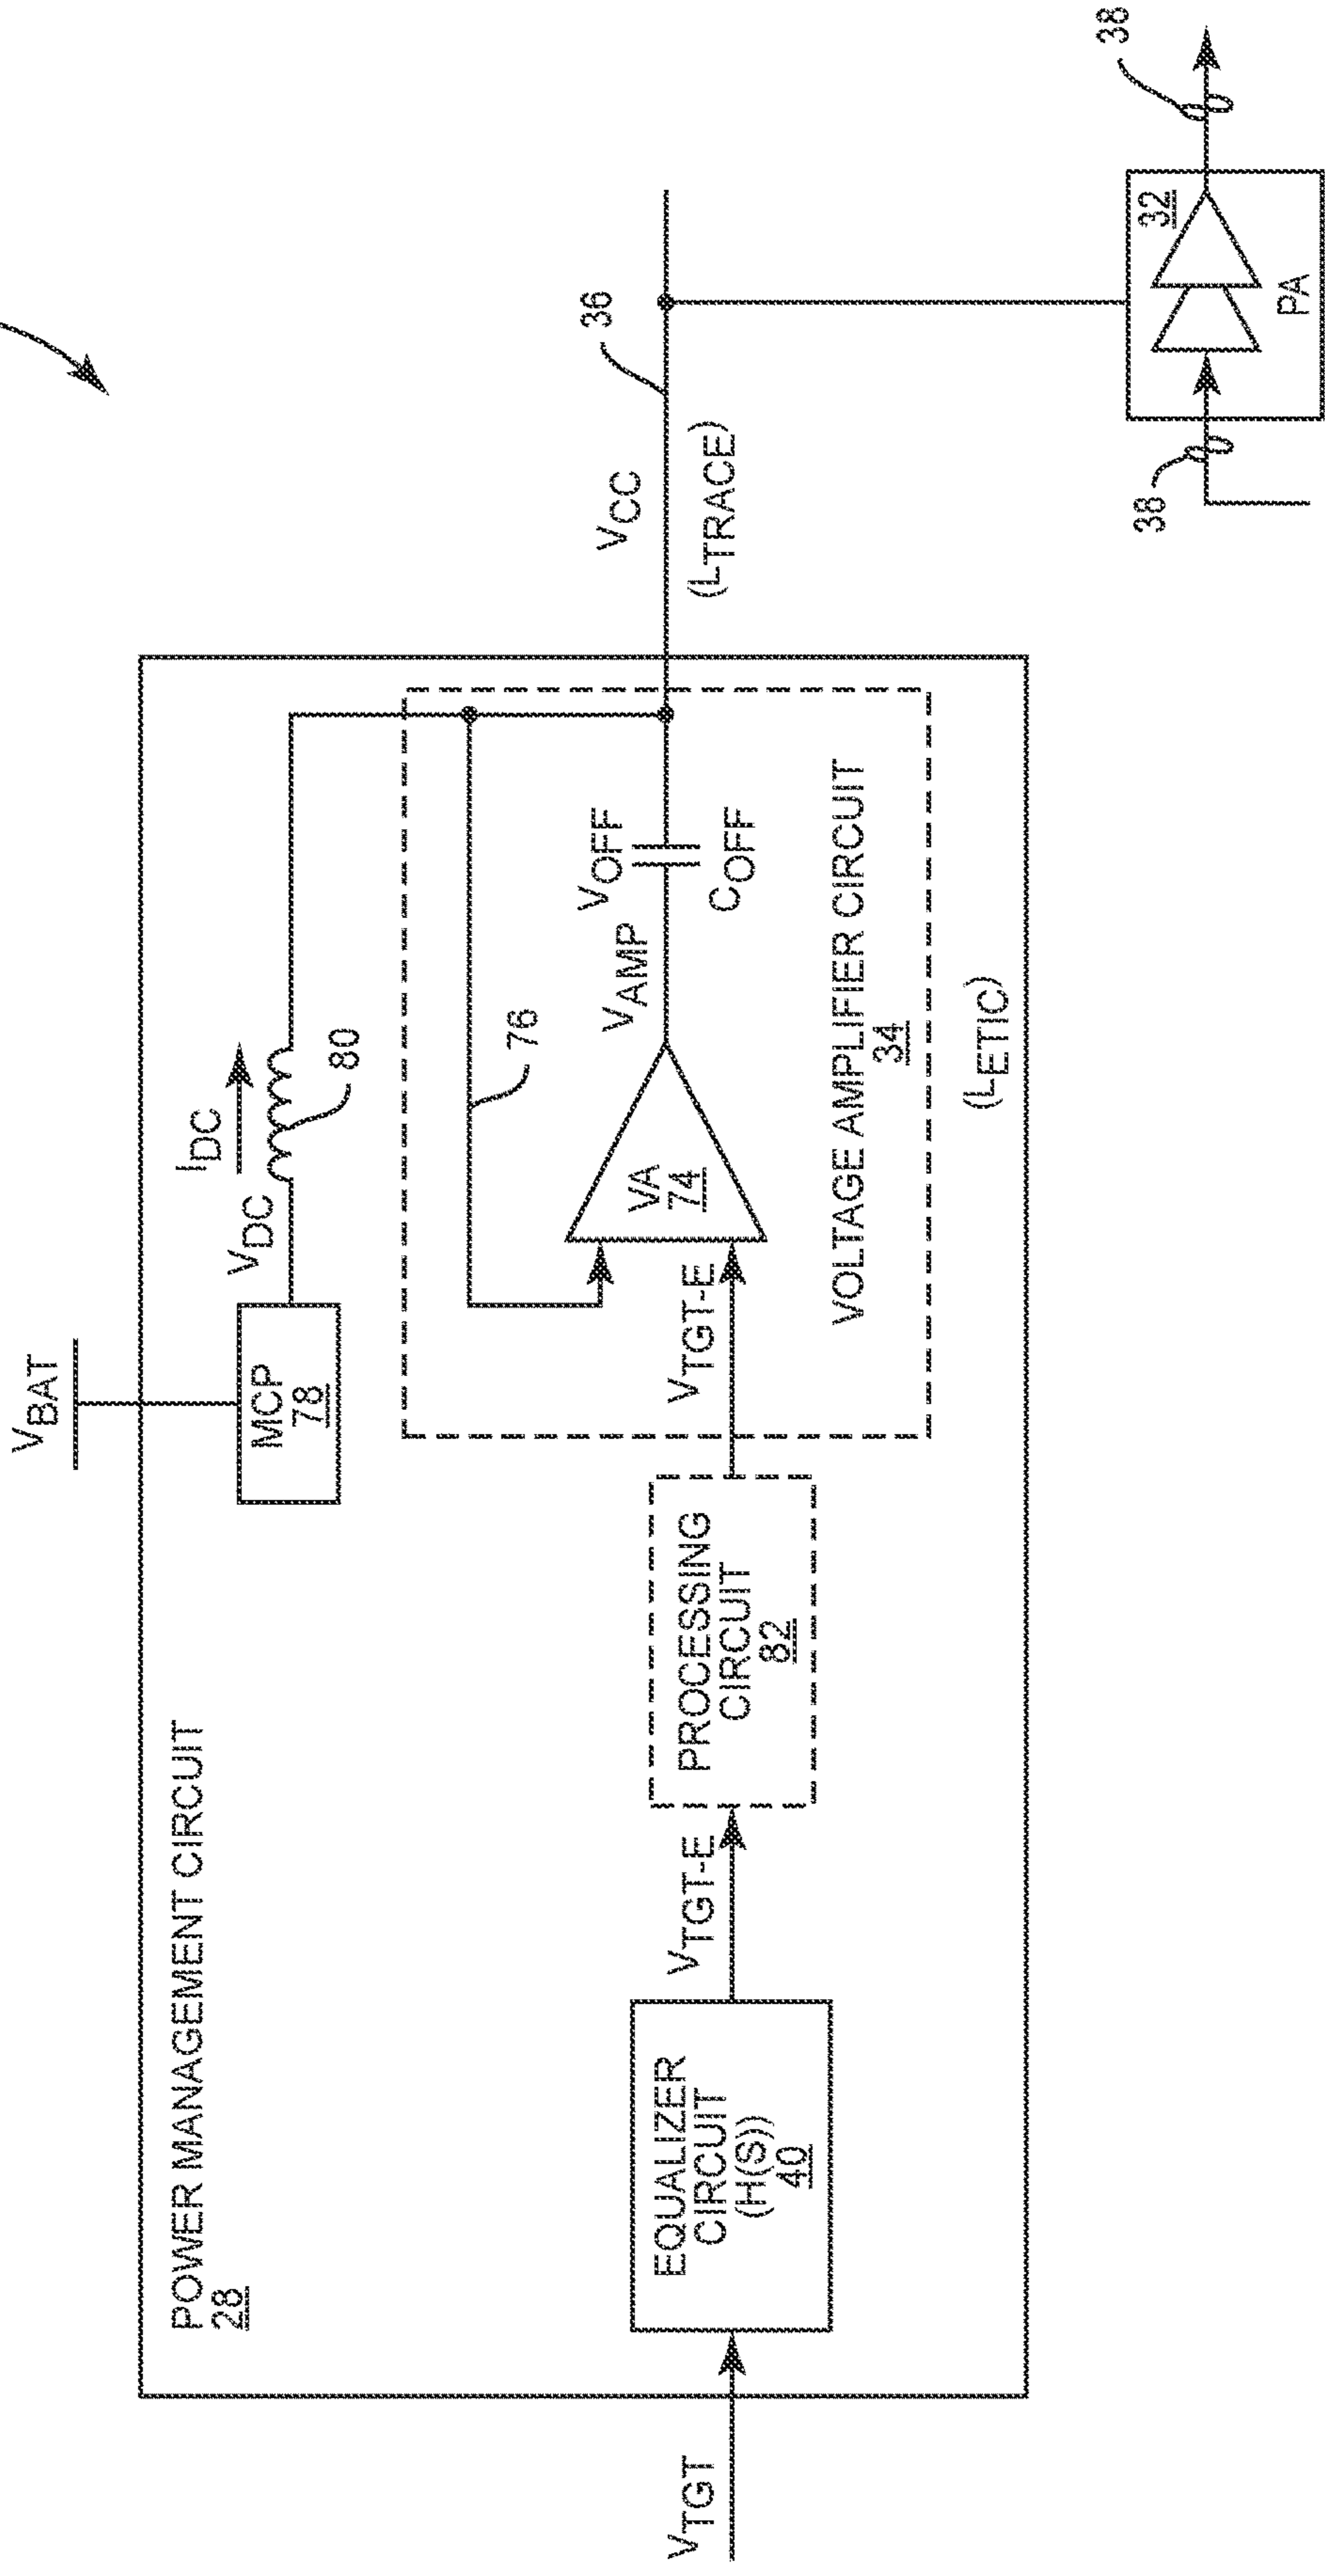 VBAT
POWER MANAGEMENT CIRCUIT
28
MCP
78
VDC
IDC
80
76
VTGT
EQUALIZER
CIRCUIT
(H(S))
40
VTGT-E
PROCESSING
CIRCUIT
82
VTGT-E
VA
74
VAMP
VOFF
COFF
VOLTAGE AMPLIFIER CIRCUIT
34
(LETIC)
VCC
(LTRACE)
36
38
32
PA
38